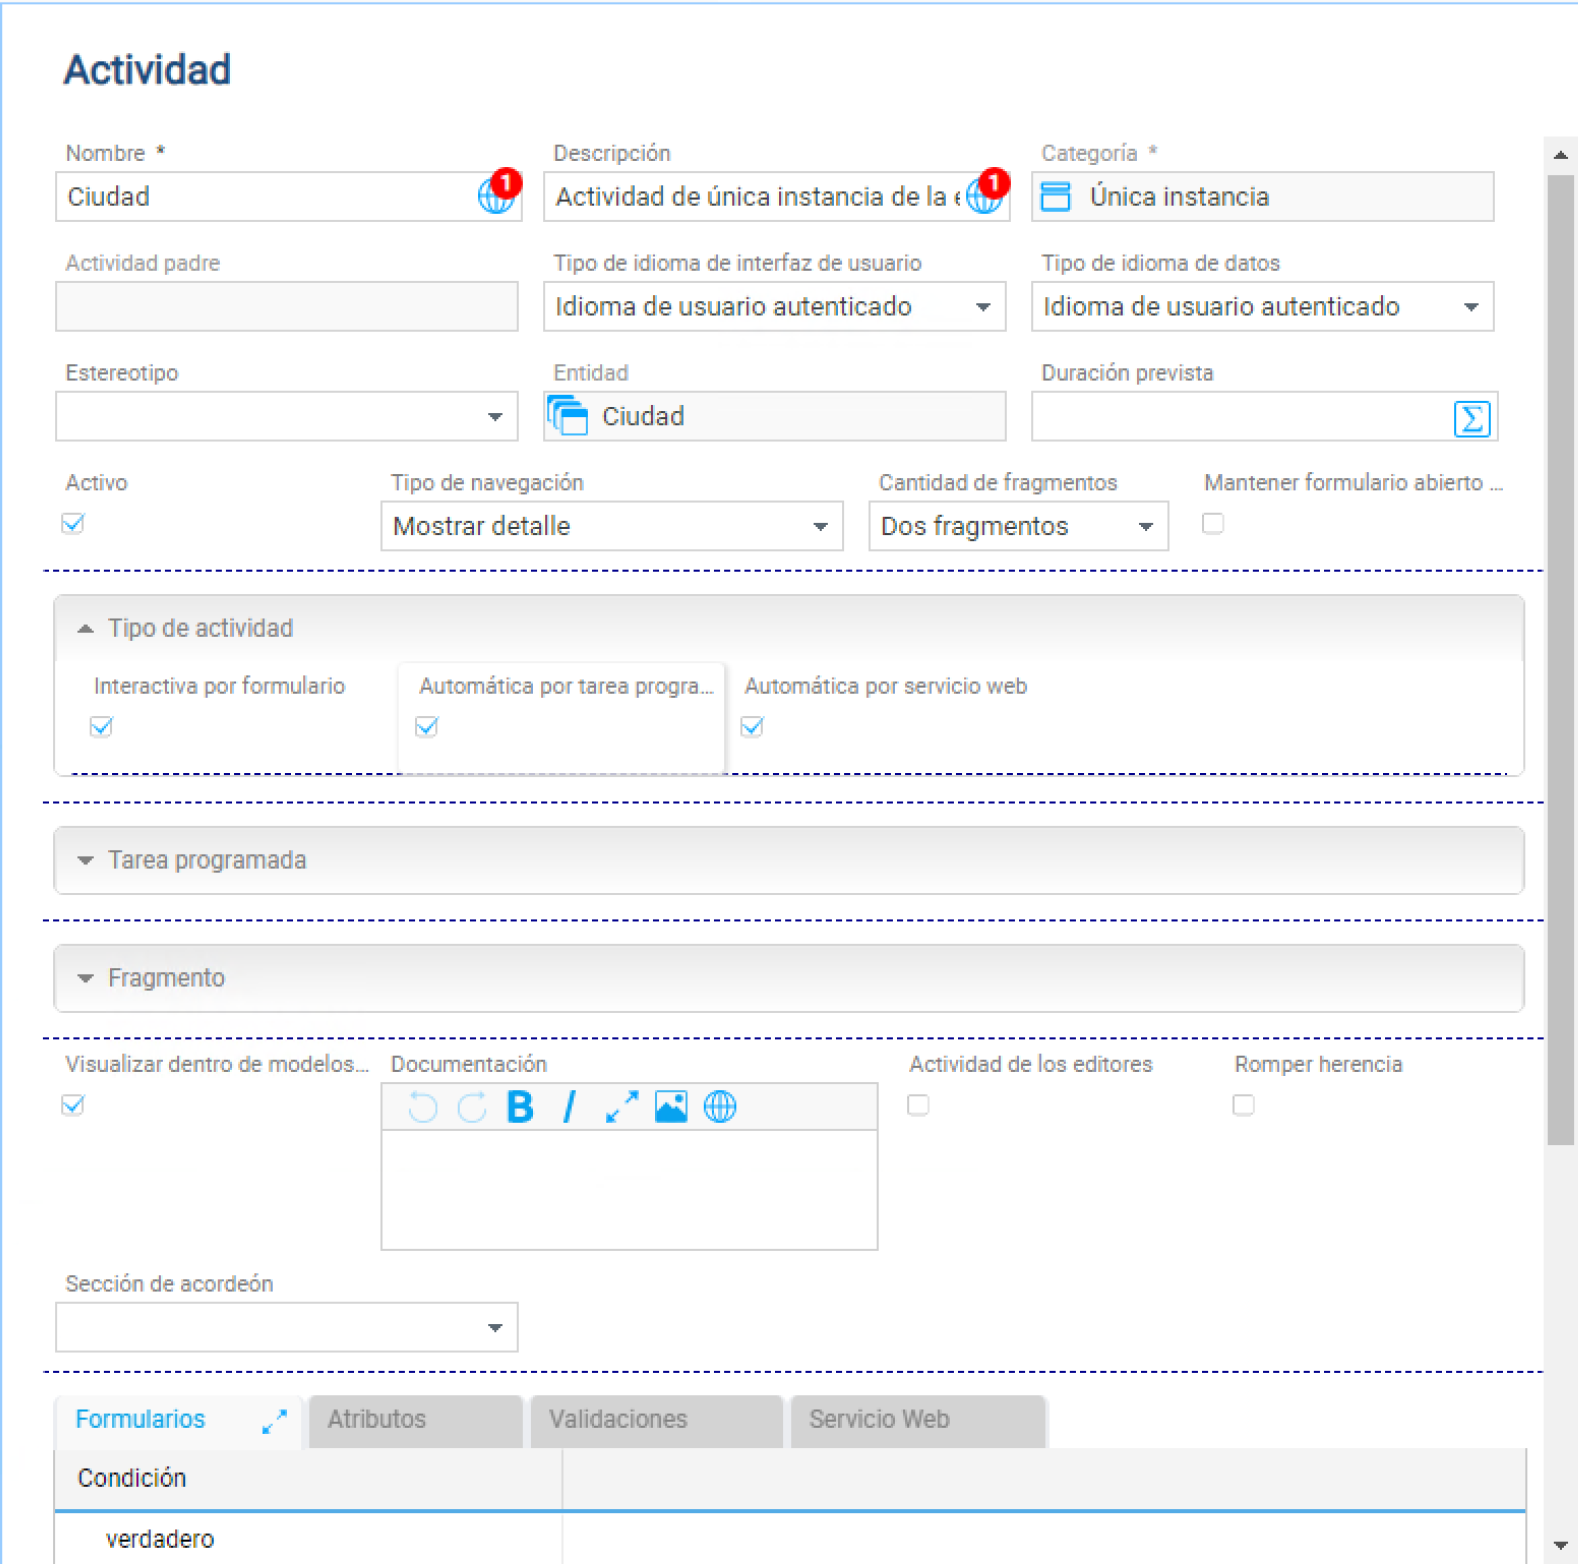 Actividad
Nombre *
Descripción
Categoría *
Ciudad
1
Actividad de única instancia de la e
1
Única instancia
Actividad padre
Tipo de idioma de interfaz de usuario
Tipo de idioma de datos
Idioma de usuario autenticado
Idioma de usuario autenticado
Estereotipo
Entidad
Duración prevista
Ciudad
Σ
Activo
Tipo de navegación
Cantidad de fragmentos
Mantener formulario abierto ...
Mostrar detalle
Dos fragmentos
Tipo de actividad
Interactiva por formulario
Automática por tarea progra...
Automática por servicio web
Tarea programada
Fragmento
Visualizar dentro de modelos...
Documentación
Actividad de los editores
Romper herencia
B I
Sección de acordeón
Formularios
Atributos
Validaciones
Servicio Web
Condición
verdadero